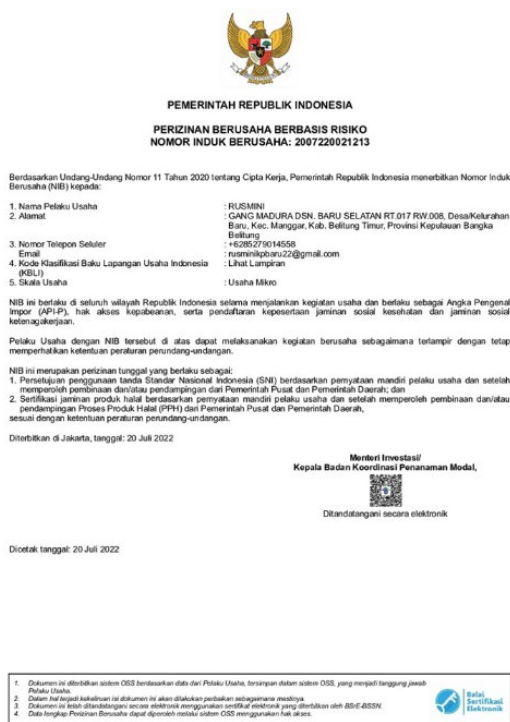 PEMERINTAH REPUBLIK INDONESIA
PERIZINAN BERUSAHA BERBASIS RISIKO
NOMOR INDUK BERUSAHA: 2007220021213
Berdasarkan Undang-Undang Nomor 11 Tahun 2020 tentang Cipta Kerja, Pemerintah Republik Indonesia menerbitkan Nomor Induk
Berusaha (NIB) kepada:
1. Nama Pelaku Usaha : RUSMINI
2. Alamat : GANG MADURA DSN. BARU SELATAN RT.017 RW.008, Desa/Kelurahan
Baru, Kec. Manggar, Kab. Belitung Timur, Provinsi Kepulauan Bangka
Belitung
3. Nomor Telepon Seluler : +6285279014558
Email : rusminikpbaru22@gmail.com
4. Kode Klasifikasi Baku Lapangan Usaha Indonesia : Lihat Lampiran
(KBLI)
5. Skala Usaha : Usaha Mikro
NIB ini berlaku di seluruh wilayah Republik Indonesia selama menjalankan kegiatan usaha dan berlaku sebagai Angka Pengenal
Impor (API-P), hak akses kepabeanan, serta pendaftaran kepesertaan jaminan sosial kesehatan dan jaminan sosial
ketenagakerjaan.
Pelaku Usaha dengan NIB tersebut di atas dapat melaksanakan kegiatan berusaha sebagaimana terlampir dengan tetap
memperhatikan ketentuan peraturan perundang-undangan.
NIB ini merupakan perizinan tunggal yang berlaku sebagai:
1. Persetujuan penggunaan tanda Standar Nasional Indonesia (SNI) berdasarkan pernyataan mandiri pelaku usaha dan setelah
memperoleh pembinaan dan/atau pendampingan dari Pemerintah Pusat dan Pemerintah Daerah; dan
2. Sertifikasi jaminan produk halal berdasarkan pernyataan mandiri pelaku usaha dan setelah memperoleh pembinaan dan/atau
pendampingan Proses Produk Halal (PPH) dari Pemerintah Pusat dan Pemerintah Daerah,
sesuai dengan ketentuan peraturan perundang-undangan.
Diterbitkan di Jakarta, tanggal: 20 Juli 2022
Menteri Investasi/
Kepala Badan Koordinasi Penanaman Modal,
Ditandatangani secara elektronik
Dicetak tanggal: 20 Juli 2022
1. Dokumen ini diterbitkan sistem OSS berdasarkan data dari Pelaku Usaha, tersimpan dalam sistem OSS, yang menjadi tanggung jawab
Pelaku Usaha.
2. Dalam hal terjadi kekeliruan isi dokumen ini akan dilakukan perbaikan sebagaimana mestinya.
3. Dokumen ini telah ditandatangani secara elektronik menggunakan sertifikat elektronik yang diterbitkan oleh BSrE-BSSN.
4. Data lengkap Perizinan Berusaha dapat diperoleh melalui sistem OSS menggunakan hak akses.
Balai
Sertifikasi
Elektronik